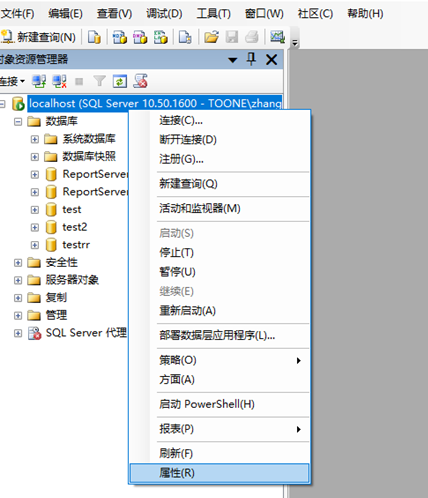 文件(F) 编辑(E) 查看(V) 调试(D) 工具(T) 窗口(W) 社区(C) 帮助(H)
新建查询(N)
对象资源管理器
连接
localhost (SQL Server 10.50.1600 - TOONE\zhang
数据库
系统数据库
数据库快照
ReportServer
ReportServer
test
test2
testrr
安全性
服务器对象
复制
管理
SQL Server 代理
连接(C)...
断开连接(D)
注册(G)...
新建查询(Q)
活动和监视器(M)
启动(S)
停止(T)
暂停(U)
继续(E)
重新启动(A)
部署数据层应用程序(L)...
策略(O)
方面(A)
启动 PowerShell(H)
报表(P)
刷新(F)
属性(R)